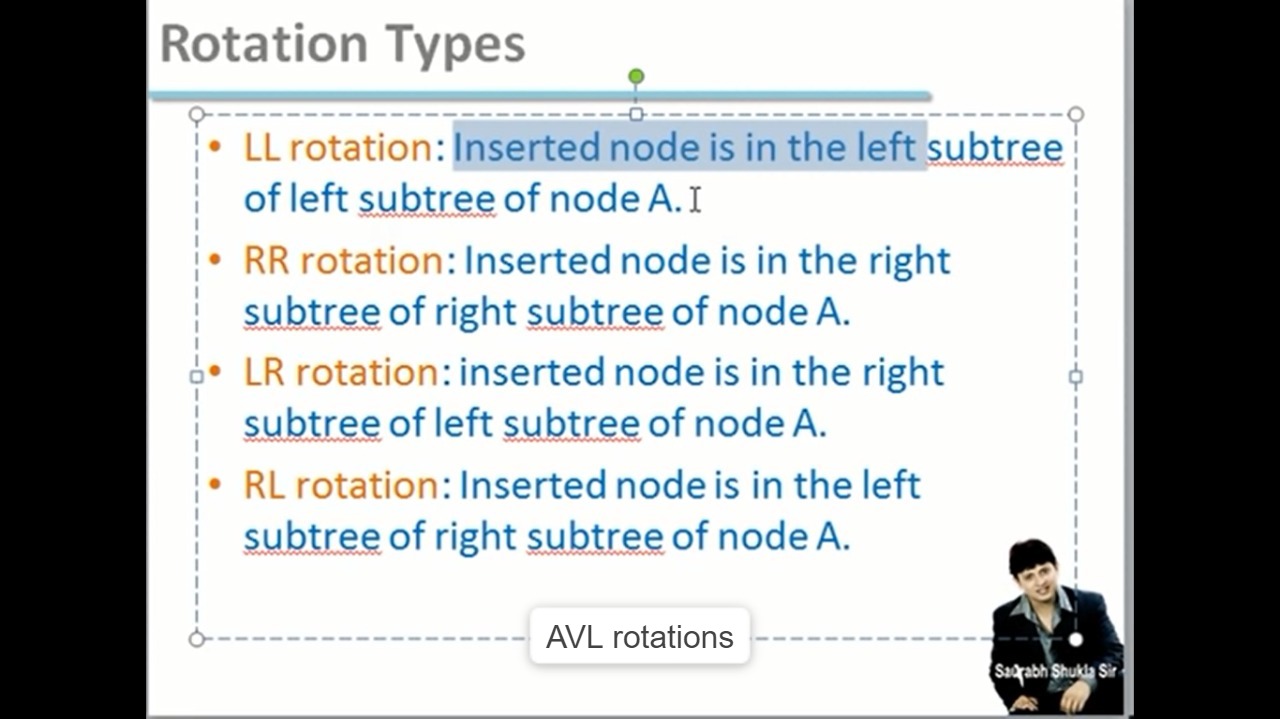 Rotation Types
• LL rotation: Inserted node is in the left subtree
of left subtree of node A.
• RR rotation: Inserted node is in the right
subtree of right subtree of node A.
• LR rotation: inserted node is in the right
subtree of left subtree of node A.
• RL rotation: Inserted node is in the left
subtree of right subtree of node A.
AVL rotations
Saurabh Shukla Sir